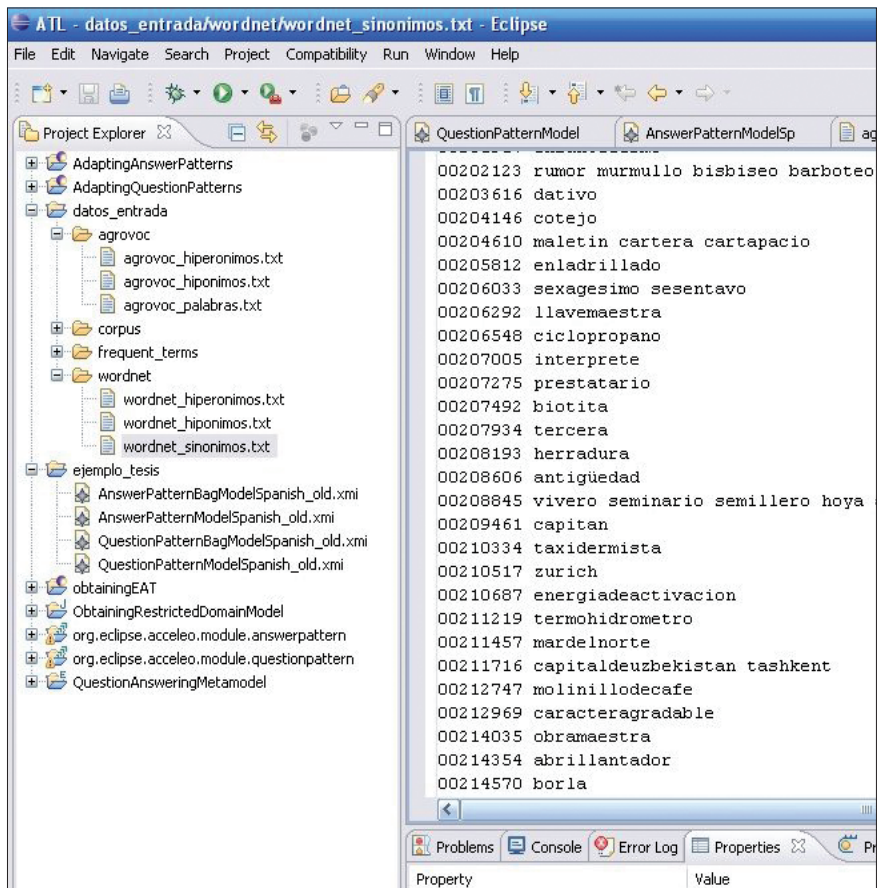 ATL - datos_entrada/wordnet/wordnet_sinonimos.txt - Eclipse
File Edit Navigate Search Project Compatibility Run Window Help
Project Explorer
AdaptingAnswerPatterns
AdaptingQuestionPatterns
datos_entrada
agrovoc
agrovoc_hiperonimos.txt
agrovoc_hiponimos.txt
agrovoc_palabras.txt
corpus
frequent_terms
wordnet
wordnet_hiperonimos.txt
wordnet_hiponimos.txt
wordnet_sinonimos.txt
ejemplo_tesis
AnswerPatternBagModelSpanish_old.xmi
AnswerPatternModelSpanish_old.xmi
QuestionPatternBagModelSpanish_old.xmi
QuestionPatternModelSpanish_old.xmi
obtainingEAT
ObtainingRestrictedDomainModel
org.eclipse.acceleo.module.answerpattern
org.eclipse.acceleo.module.questionpattern
QuestionAnsweringMetamodel
QuestionPatternModel AnswerPatternModelSp ag
00202123 rumor murmullo bisbiseo barboteo
00203616 dativo
00204146 cotejo
00204610 maletin cartera cartapacio
00205812 enladrillado
00206033 sexagesimo sesentavo
00206292 llavemaestra
00206548 ciclopropano
00207005 interprete
00207275 prestatario
00207492 biotita
00207934 tercera
00208193 herradura
00208606 antigüedad
00208845 vivero seminario semillero hoya
00209461 capitan
00210334 taxidermista
00210517 zurich
00210687 energiadeactivacion
00211219 termohidrometro
00211457 mardelnorte
00211716 capitaldeuzbekistan tashkent
00212747 molinillodecafe
00212969 caracteragradable
00214035 obramaestra
00214354 abrillantador
00214570 borla
Problems Console Error Log Properties Pr
Property Value